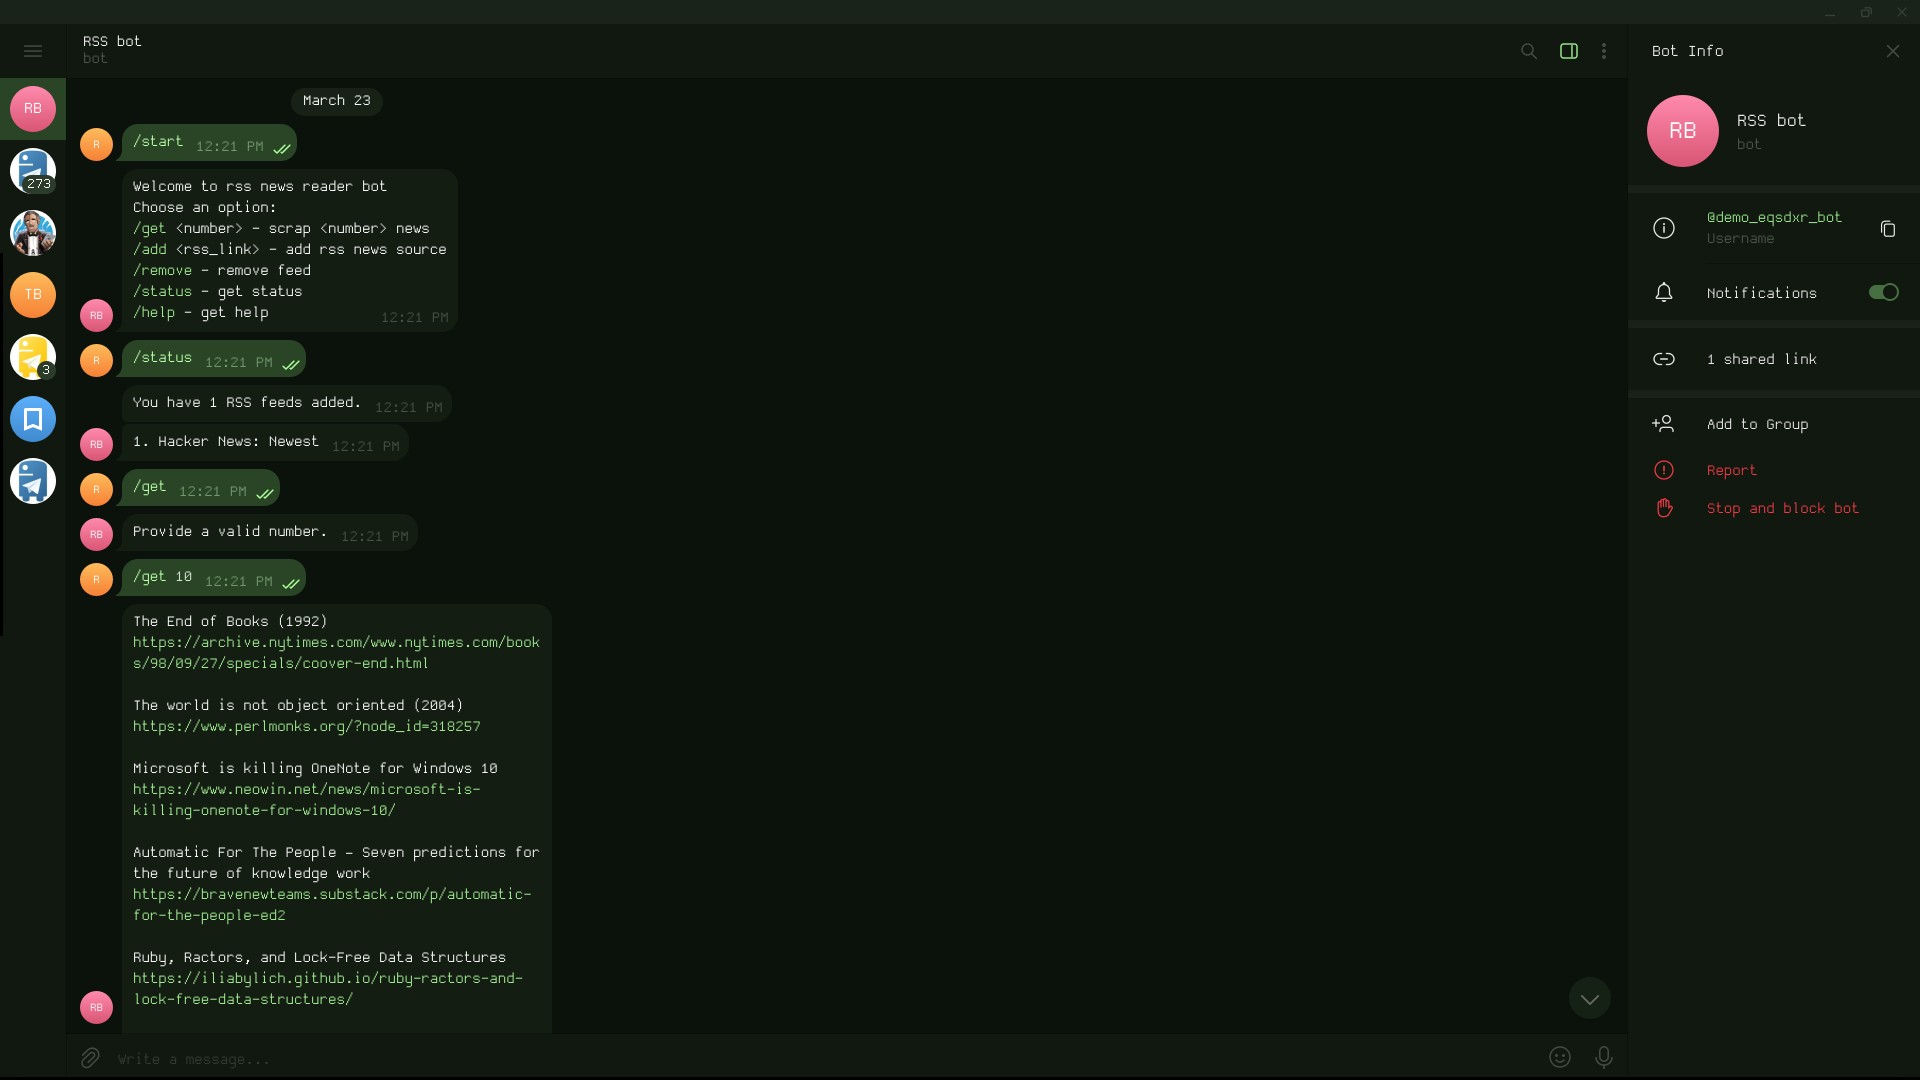 RSS bot
bot
RB
273
TB
3
March 23
R
/start 12:21 PM
Welcome to rss news reader bot
Choose an option:
/get <number> - scrap <number> news
/add <rss_link> - add rss news source
/remove - remove feed
/status - get status
/help - get help 12:21 PM
RB
R
/status 12:21 PM
You have 1 RSS feeds added. 12:21 PM
RB
1. Hacker News: Newest 12:21 PM
R
/get 12:21 PM
RB
Provide a valid number. 12:21 PM
R
/get 10 12:21 PM
The End of Books (1992)
https://archive.nytimes.com/www.nytimes.com/book
s/98/09/27/specials/coover-end.html
The world is not object oriented (2004)
https://www.perlmonks.org/?node_id=318257
Microsoft is killing OneNote for Windows 10
https://www.neowin.net/news/microsoft-is-
killing-onenote-for-windows-10/
Automatic For The People – Seven predictions for
the future of knowledge work
https://bravenewteams.substack.com/p/automatic-
for-the-people-ed2
Ruby, Ractors, and Lock-Free Data Structures
https://iliabylich.github.io/ruby-ractors-and-
lock-free-data-structures/
RB
Write a message...
Bot Info
RB
RSS bot
bot
@demo_eqsdxr_bot
Username
Notifications
1 shared link
Add to Group
Report
Stop and block bot